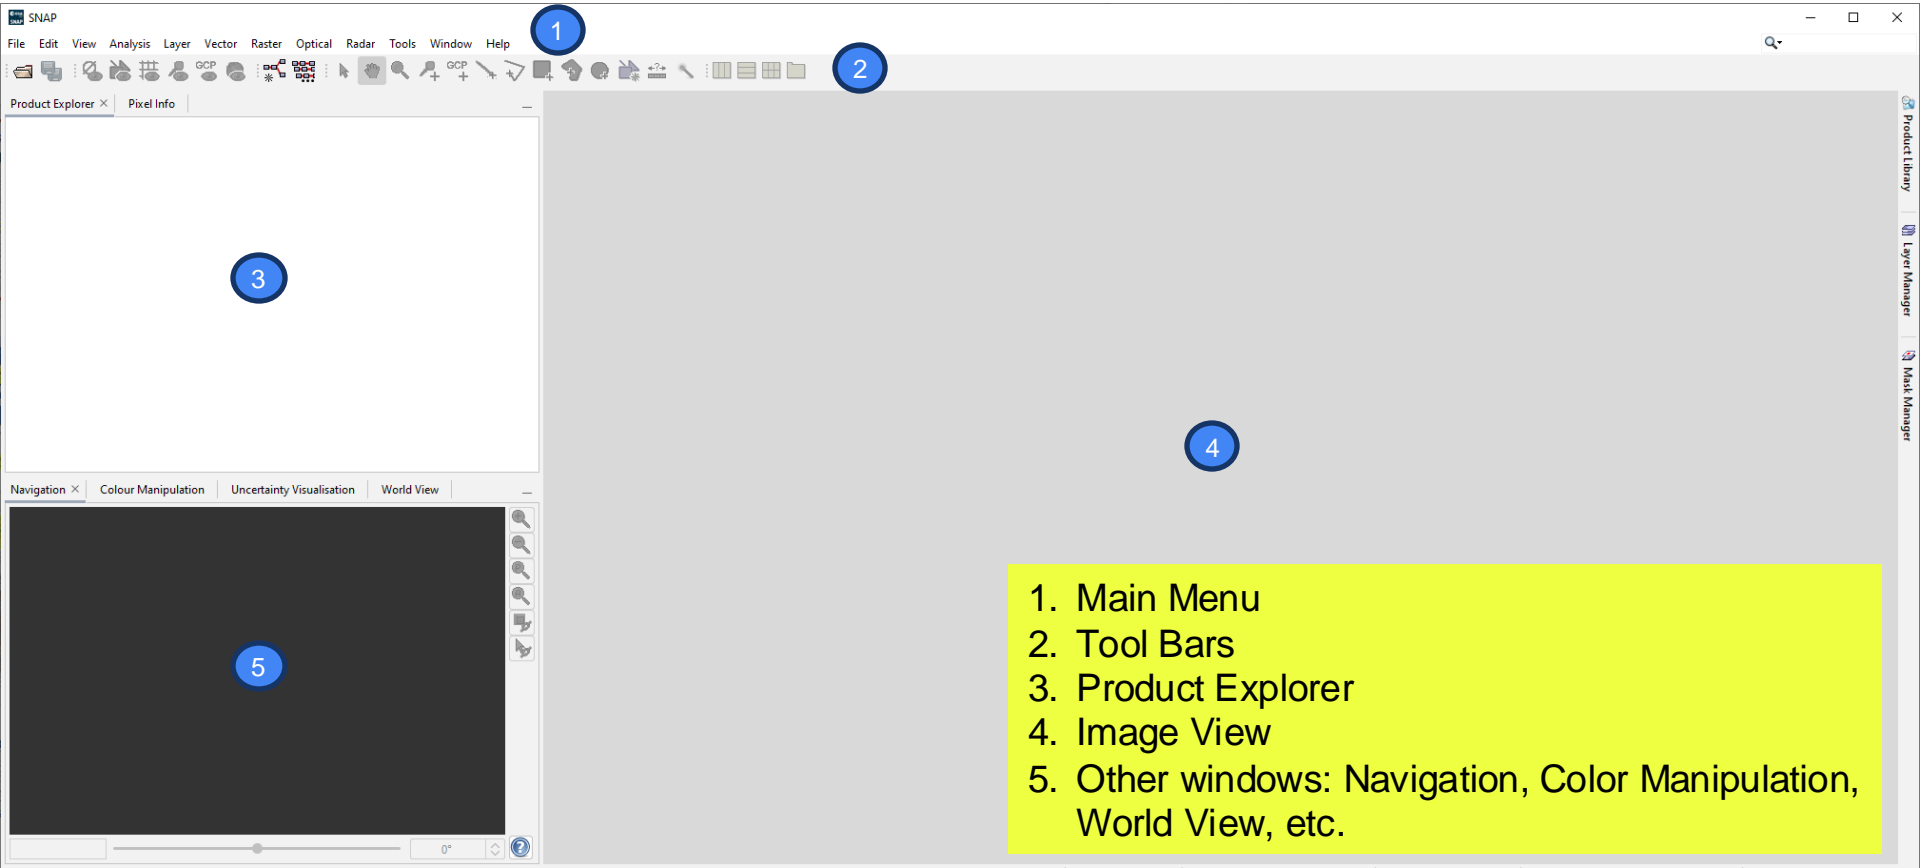 SNAP
File Edit View Analysis Layer Vector Raster Optical Radar Tools Window Help
1
2
GCP
GCP
Product Explorer
Pixel Info
3
Product Library
Layer Manager
Mask Manager
4
Navigation
Colour Manipulation
Uncertainty Visualisation
World View
5
0°
1. Main Menu
2. Tool Bars
3. Product Explorer
4. Image View
5. Other windows: Navigation, Color Manipulation,
World View, etc.